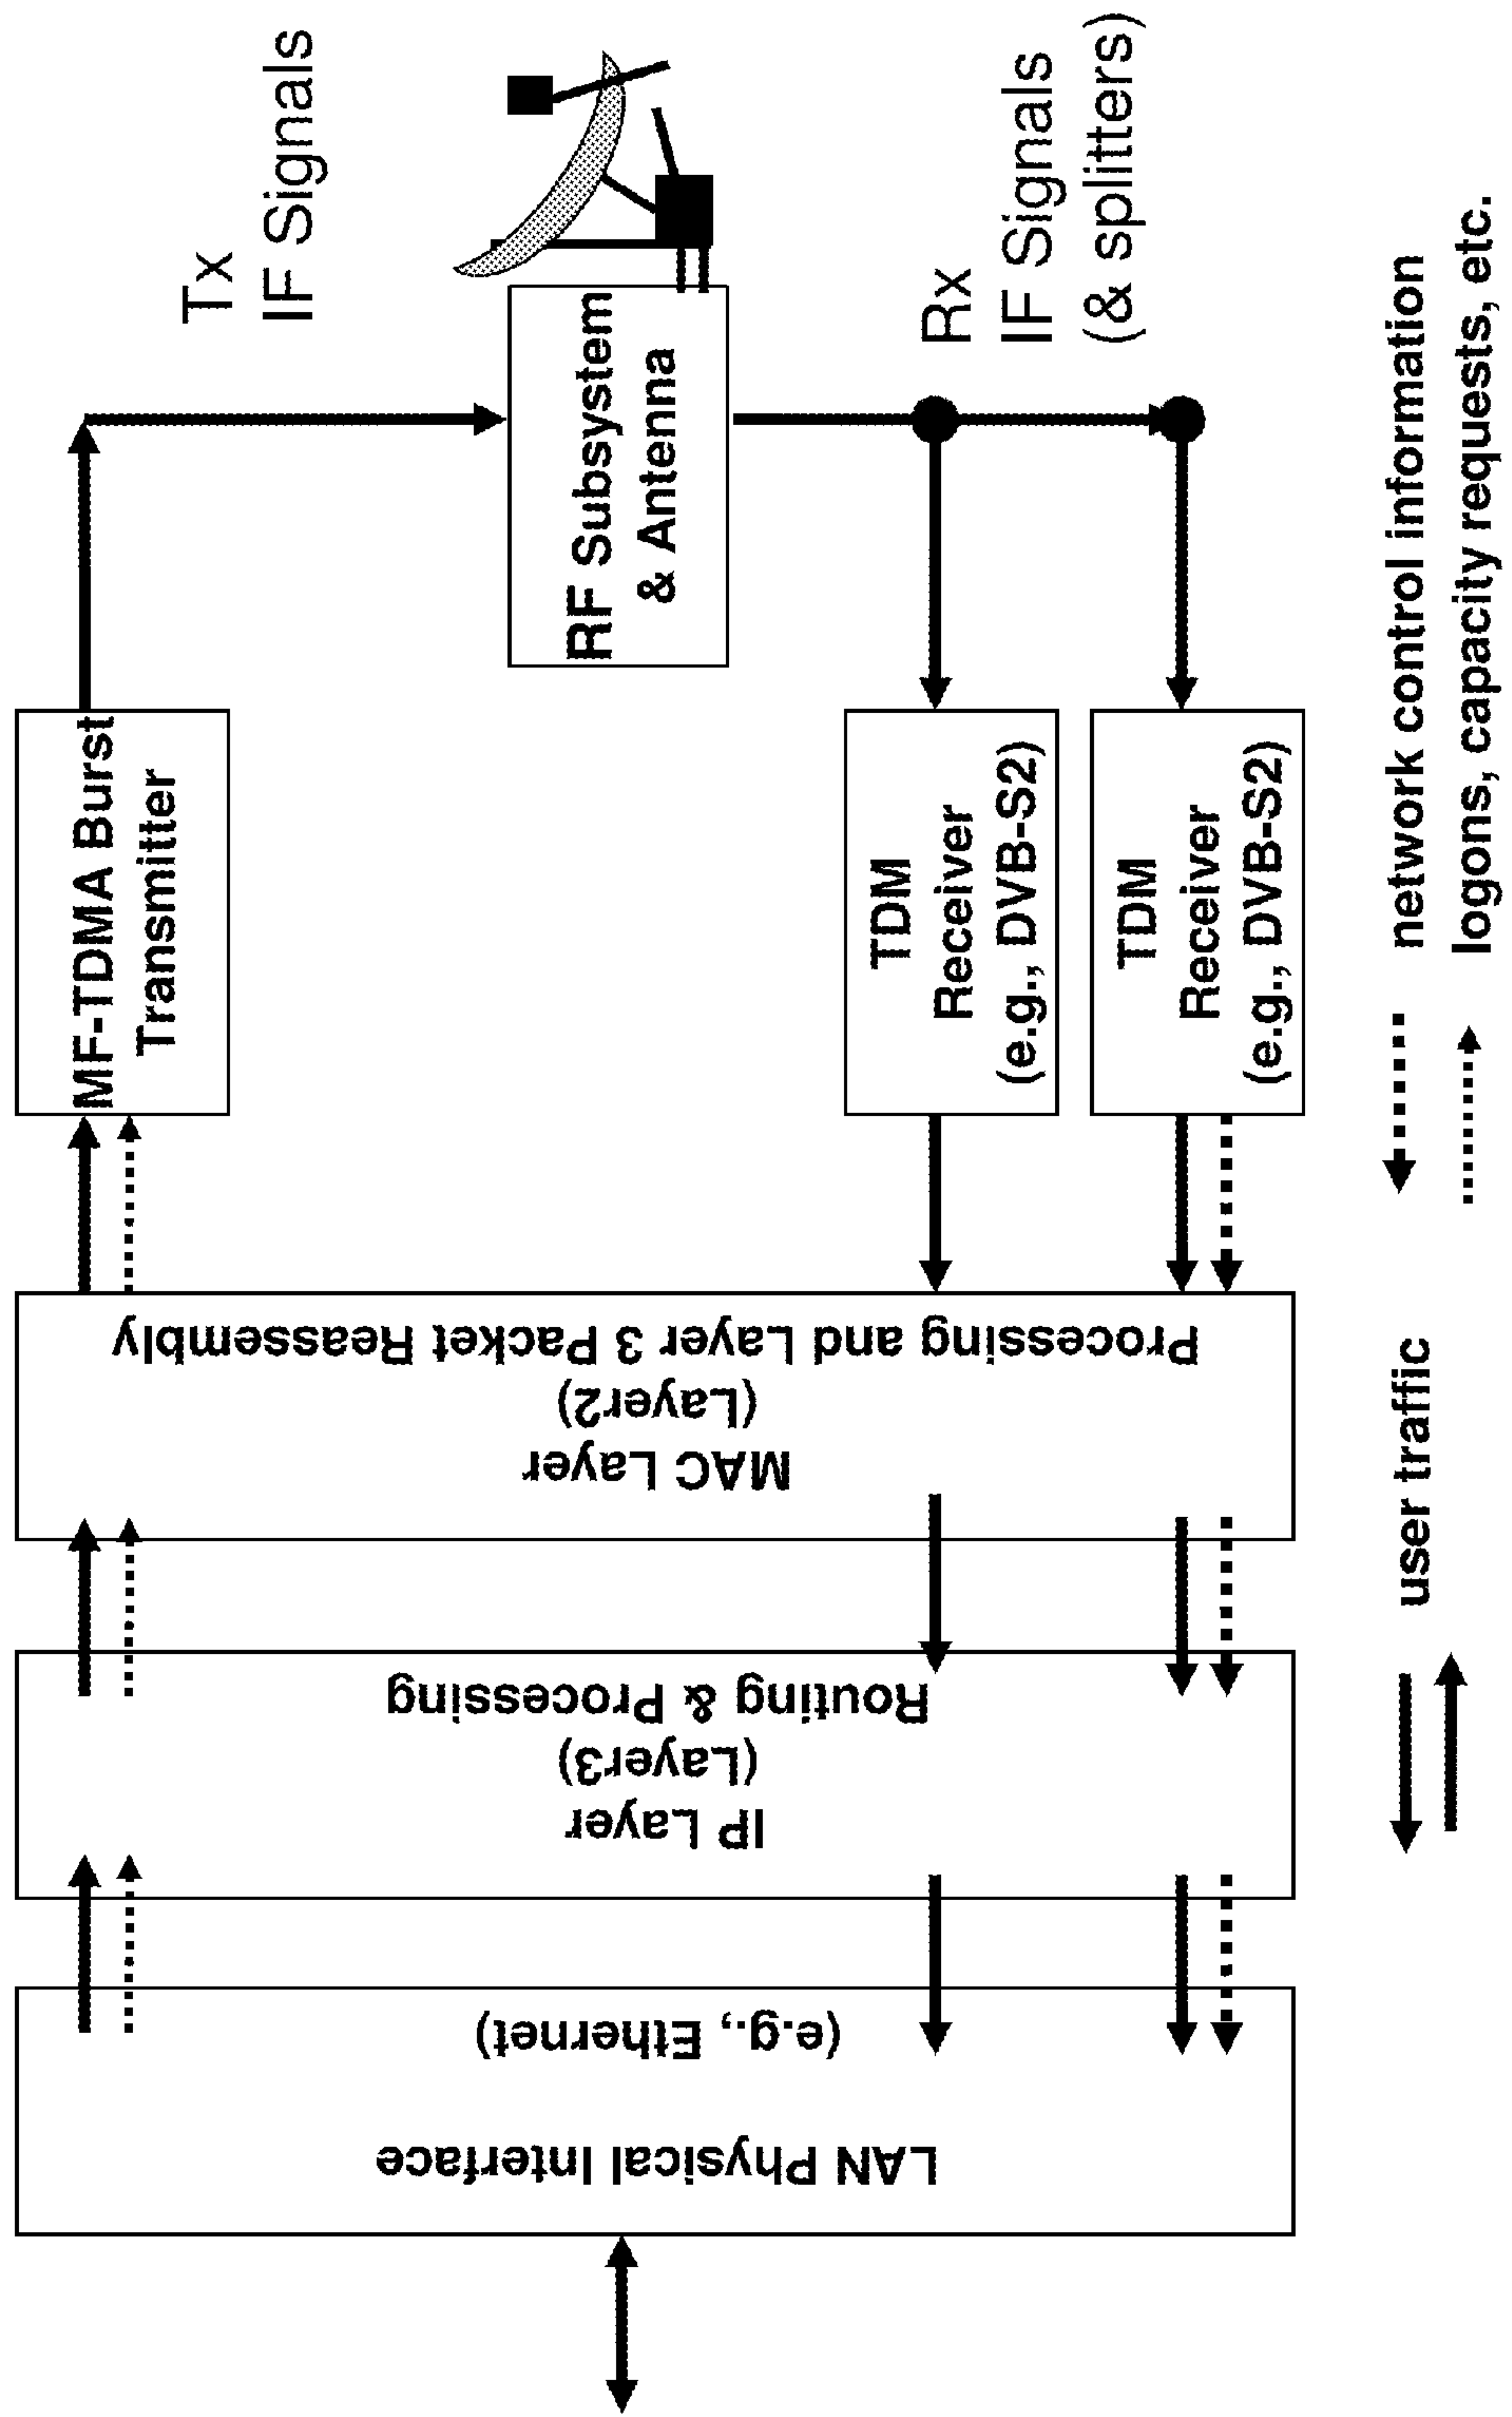 LAN Physical Interface
(e.g., Ethernet)
IP Layer
(Layer3)
Routing & Processing
MAC Layer
(Layer2)
Processing and Layer 3 Packet Reassembly
MF-TDMA Burst
Transmitter
Tx
IF Signals
RF Subsystem
& Antenna
Rx
IF Signals
(& splitters)
TDM
Receiver
(e.g., DVB-S2)
TDM
Receiver
(e.g., DVB-S2)
user traffic
network control information
logons, capacity requests, etc.